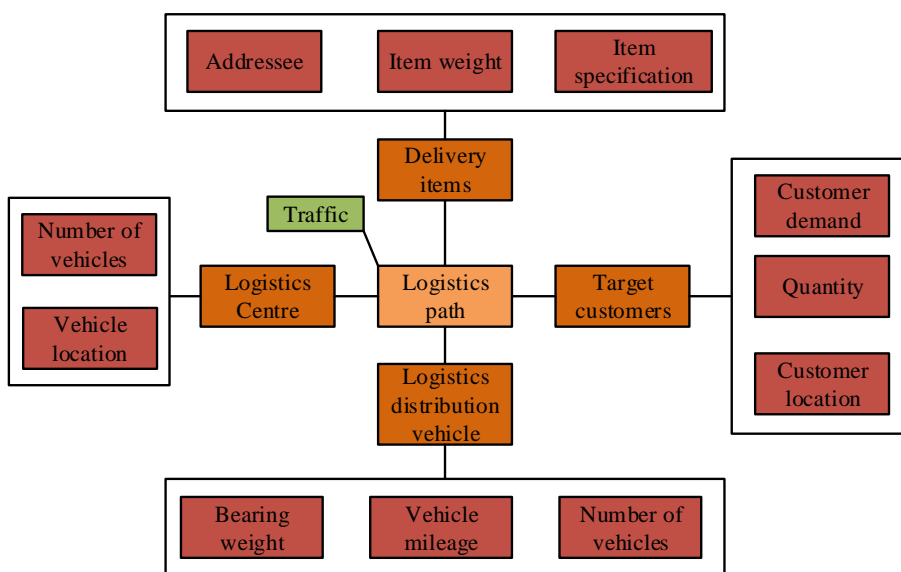 Addressee
Item weight
Item
specification
Delivery
items
Traffic
Number of
vehicles
Vehicle
location
Logistics
Centre
Logistics
path
Target
customers
Customer
demand
Quantity
Customer
location
Logistics
distribution
vehicle
Bearing
weight
Vehicle
mileage
Number of
vehicles